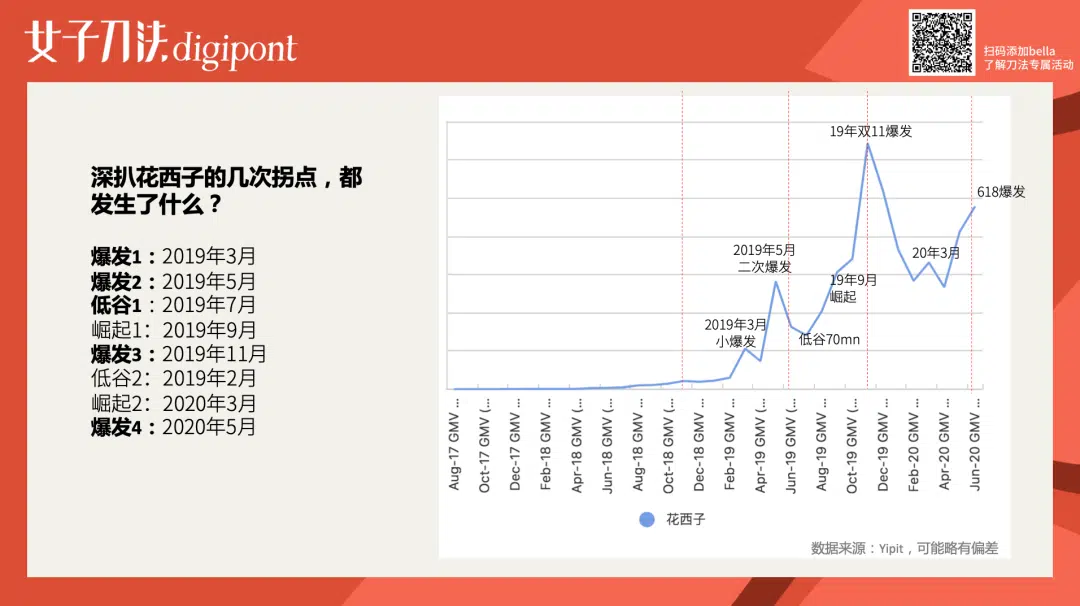 女子刀法digipont
扫码添加bella
了解刀法专属活动
深扒花西子的几次拐点，都
发生了什么？
爆发1：2019年3月
爆发2：2019年5月
低谷1：2019年7月
崛起1：2019年9月
爆发3：2019年11月
低谷2：2019年2月
崛起2：2020年3月
爆发4：2020年5月
19年双11爆发
618爆发
2019年5月
二次爆发
20年3月
19年9月
崛起
2019年3月
小爆发
低谷70mn
Aug-17 GMV ...
Oct-17 GMV (...
Dec-17 GMV ...
Feb-18 GMV ...
Apr-18 GMV (...
Jun-18 GMV (...
Aug-18 GMV ...
Oct-18 GMV (...
Dec-18 GMV ...
Feb-19 GMV ...
Apr-19 GMV (...
Jun-19 GMV (...
Aug-19 GMV ...
Oct-19 GMV (...
Dec-19 GMV ...
Feb-20 GMV ...
Apr-20 GMV (...
Jun-20 GMV ...
花西子
数据来源：Yipit，可能略有偏差